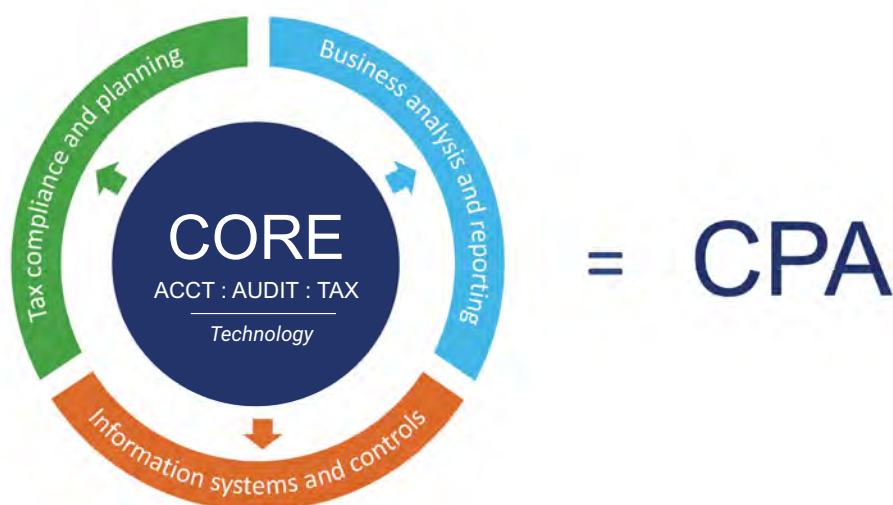 Tax compliance and planning
Business analysis and reporting
CORE
ACCT : AUDIT : TAX
Technology
Information systems and controls
= CPA